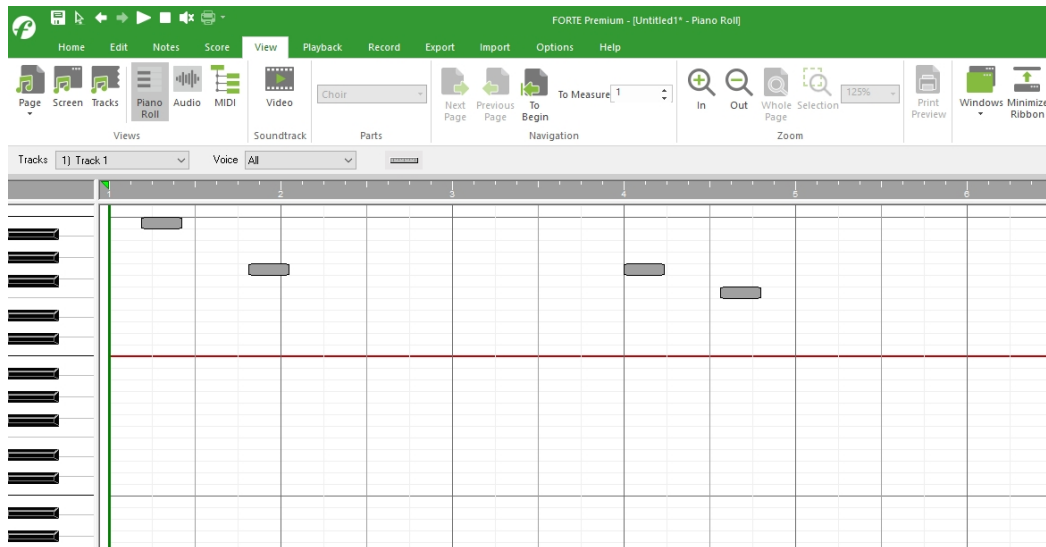 FORTE Premium - [Untitled1* - Piano Roll]
Home Edit Notes Score View Playback Record Export Import Options Help
Page Screen Tracks Piano Roll Audio MIDI
Views
Video
Soundtrack
Choir
Parts
Next Page Previous Page To Begin To Measure 1
Navigation
In Out Whole Page Selection 125%
Zoom
Print Preview
Windows Minimize Ribbon
Tracks 1) Track 1 Voice All
1 2 3 4 5 6